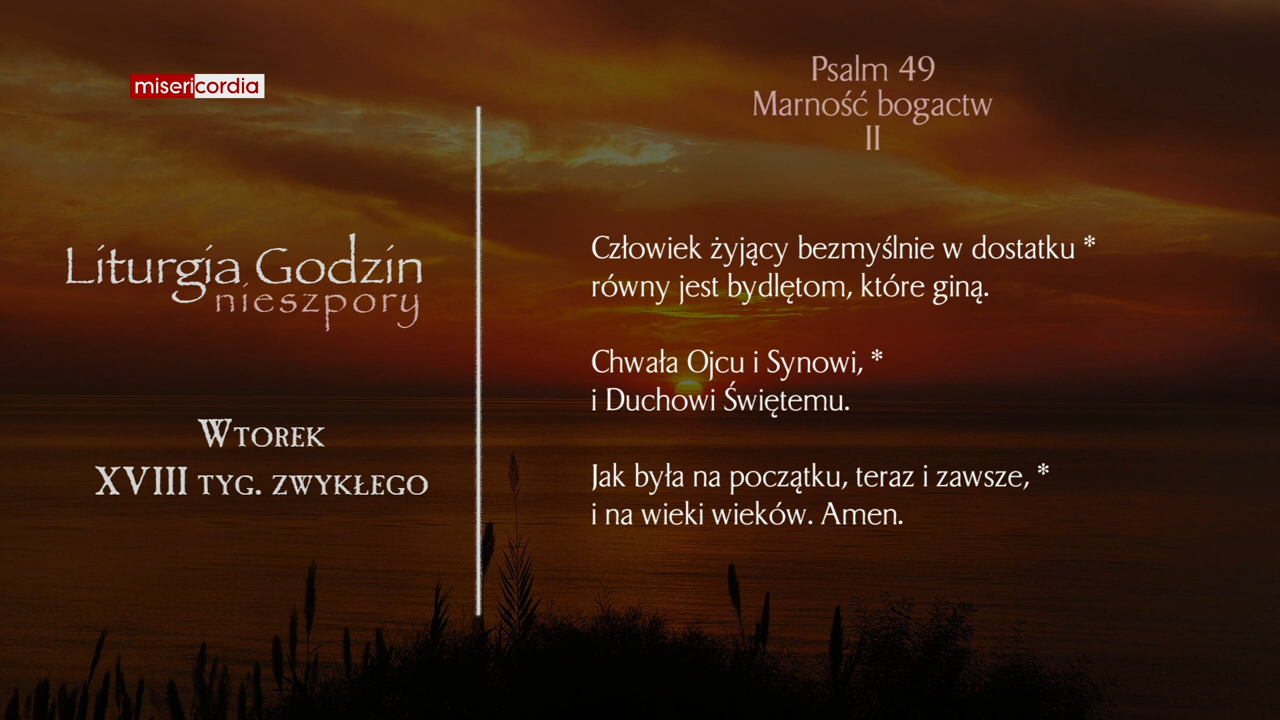 misericordia
Liturgia Godzin
nieszpory
Wtorek
XVIII tyg. zwykłego
Psalm 49
Marność bogactw
II
Człowiek żyjący bezmyślnie w dostatku *
równy jest bydlętom, które giną.
Chwała Ojcu i Synowi, *
i Duchowi Świętemu.
Jak była na początku, teraz i zawsze, *
i na wieki wieków. Amen.